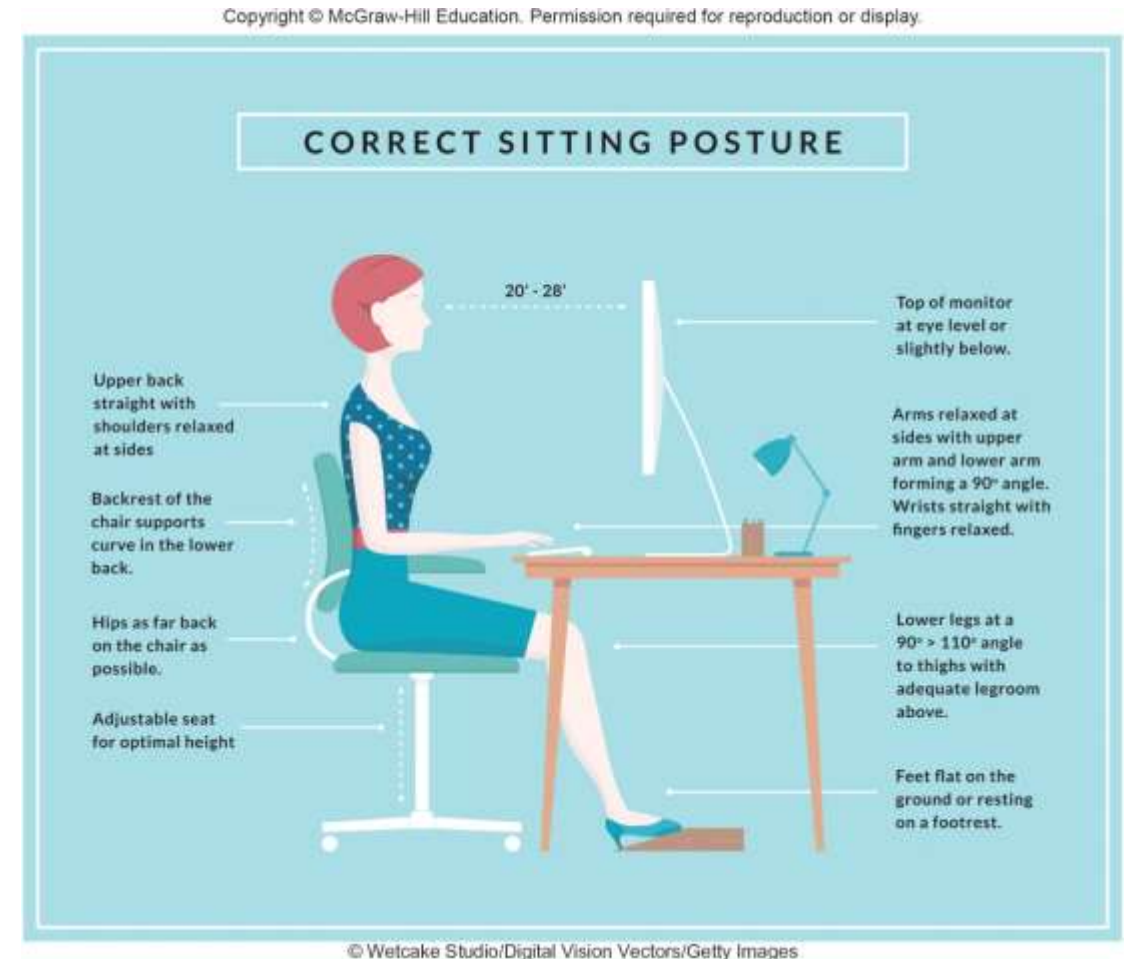 Copyright © McGraw-Hill Education. Permission required for reproduction or display.
CORRECT SITTING POSTURE
20' - 28'
Upper back
straight with
shoulders relaxed
at sides
Backrest of the
chair supports
curve in the lower
back.
Hips as far back
on the chair as
possible.
Adjustable seat
for optimal height
Top of monitor
at eye level or
slightly below.
Arms relaxed at
sides with upper
arm and lower arm
forming a 90° angle.
Wrists straight with
fingers relaxed.
Lower legs at a
90° > 110° angle
to thighs with
adequate legroom
above.
Feet flat on the
ground or resting
on a footrest.
© Wetcake Studio/Digital Vision Vectors/Getty Images